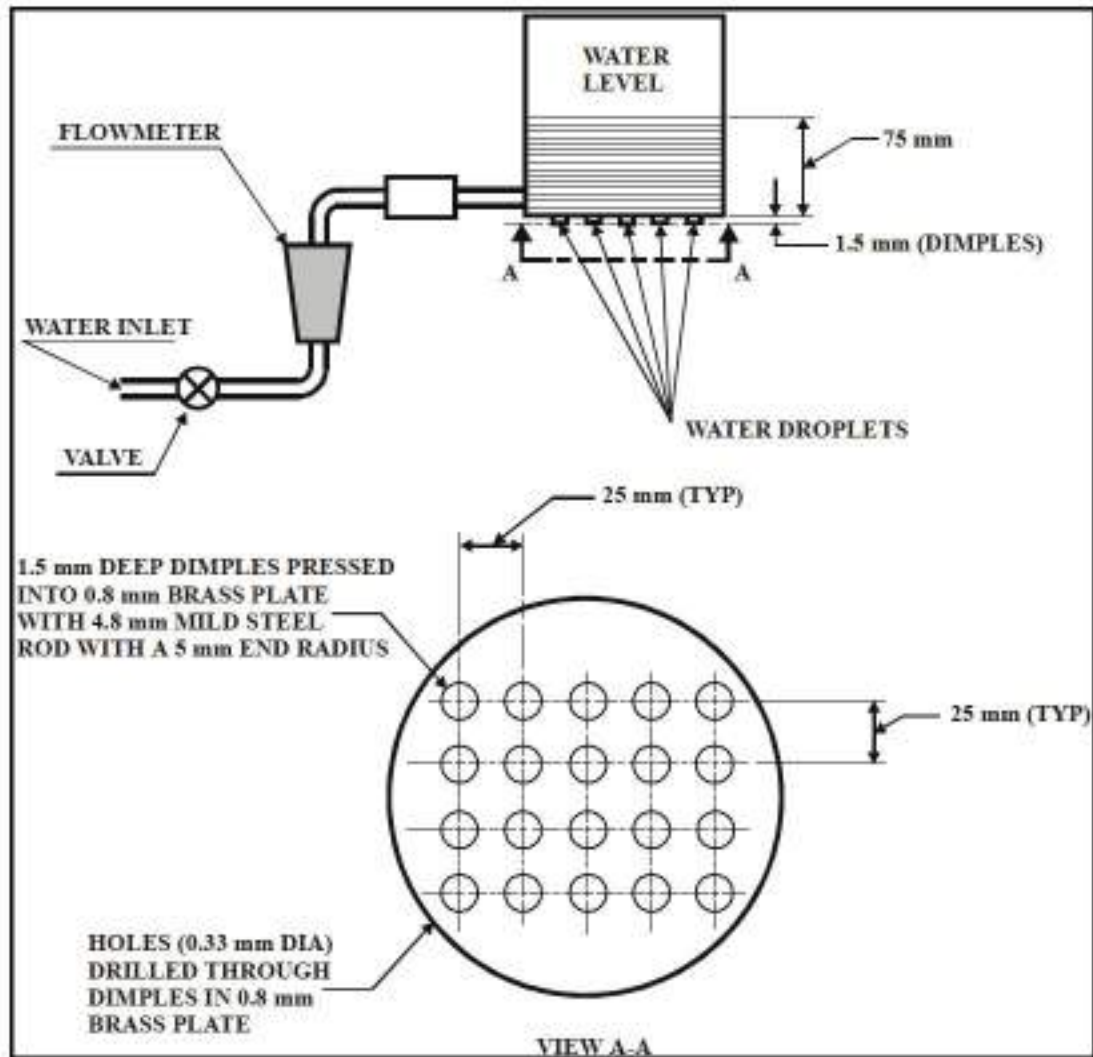 WATER
LEVEL
FLOWMETER
75 mm
1.5 mm (DIMPLES)
A
A
WATER INLET
WATER DROPLETS
VALVE
25 mm (TYP)
1.5 mm DEEP DIMPLES PRESSED
INTO 0.8 mm BRASS PLATE
WITH 4.8 mm MILD STEEL
ROD WITH A 5 mm END RADIUS
25 mm (TYP)
HOLES (0.33 mm DIA)
DRILLED THROUGH
DIMPLES IN 0.8 mm
BRASS PLATE
VIEW A-A